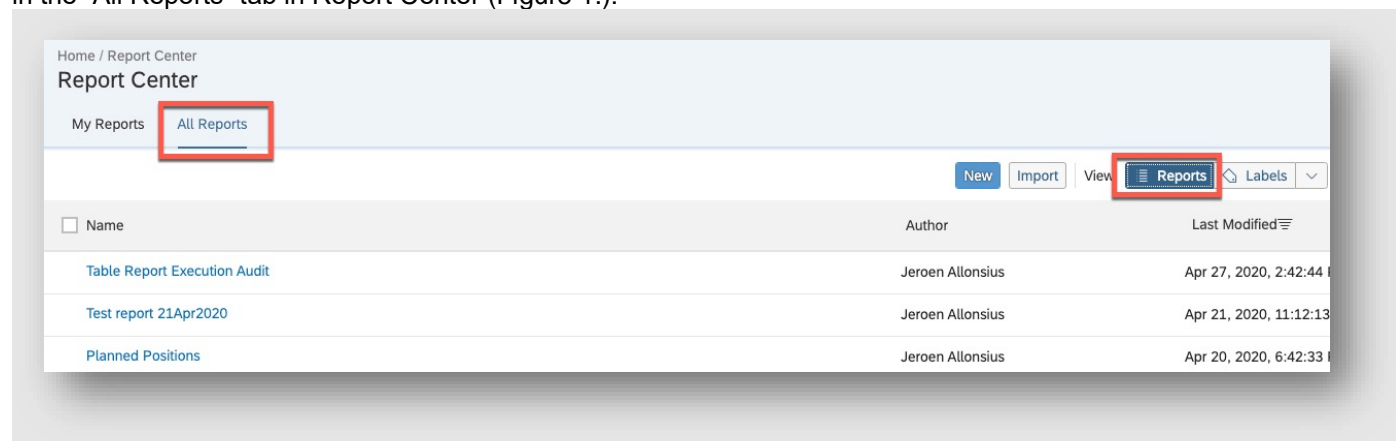 in the "All Reports" tab in Report Center (Figure 1.).
Home / Report Center
Report Center
My Reports All Reports
New Import View Reports Labels
Name Author Last Modified
Table Report Execution Audit Jeroen Allonsius Apr 27, 2020, 2:42:44
Test report 21Apr2020 Jeroen Allonsius Apr 21, 2020, 11:12:13
Planned Positions Jeroen Allonsius Apr 20, 2020, 6:42:33